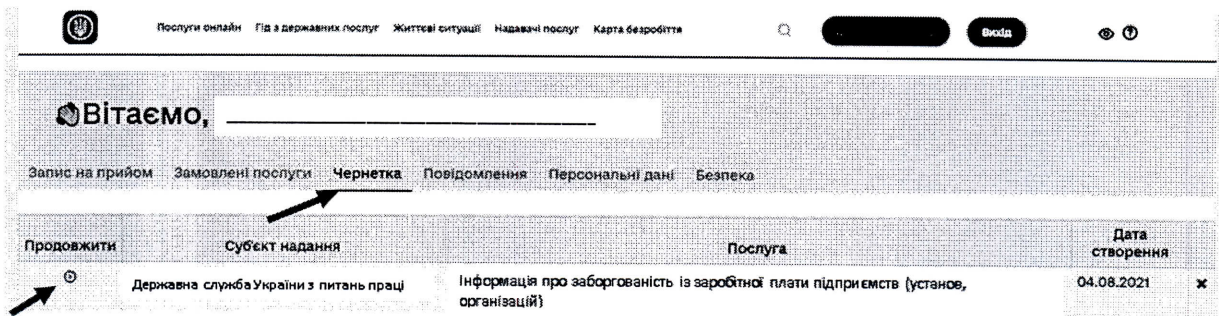 Послуги онлайн Гід з державних послуг Життєві ситуації Надавачі послуг Карта безробіття Вихід
Вітаємо,
Запис на прийом Замовлені послуги Чернетка Повідомлення Персональні дані Безпека
Продовжити Суб'єкт надання Послуга Дата
створення
Державна служба України з питань праці Інформація про заборгованість із заробітної плати підприємств (установ, 04.08.2021
організацій)